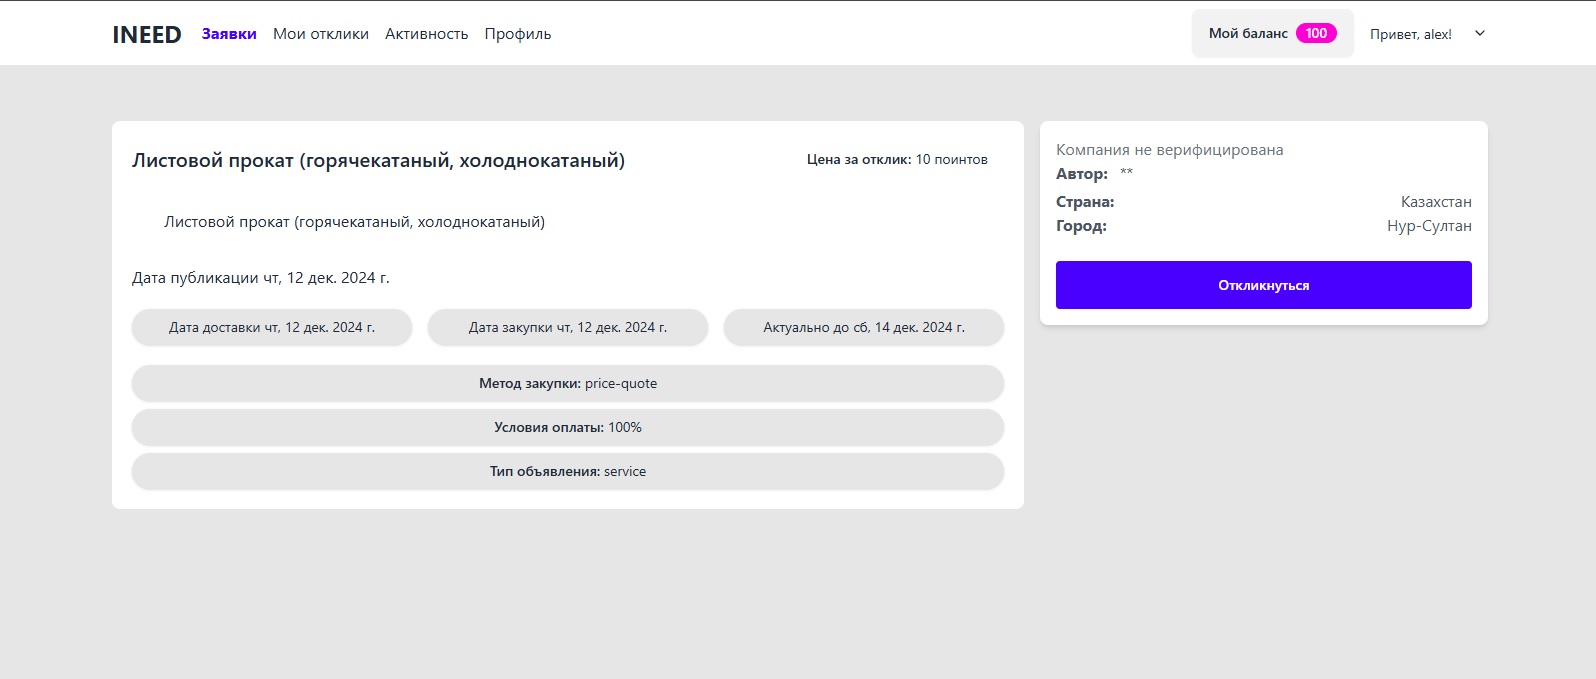 INEED Заявки Мои отклики Активность Профиль Мой баланс 100 Привет, alex!
Листовой прокат (горячекатаный, холоднокатаный) Цена за отклик: 10 поинтов
Листовой прокат (горячекатаный, холоднокатаный)
Дата публикации чт, 12 дек. 2024 г.
Дата доставки чт, 12 дек. 2024 г. Дата закупки чт, 12 дек. 2024 г. Актуально до сб, 14 дек. 2024 г.
Метод закупки: price-quote
Условия оплаты: 100%
Тип объявления: service
Компания не верифицирована
Автор: **
Страна: Казахстан
Город: Нур-Султан
Откликнуться